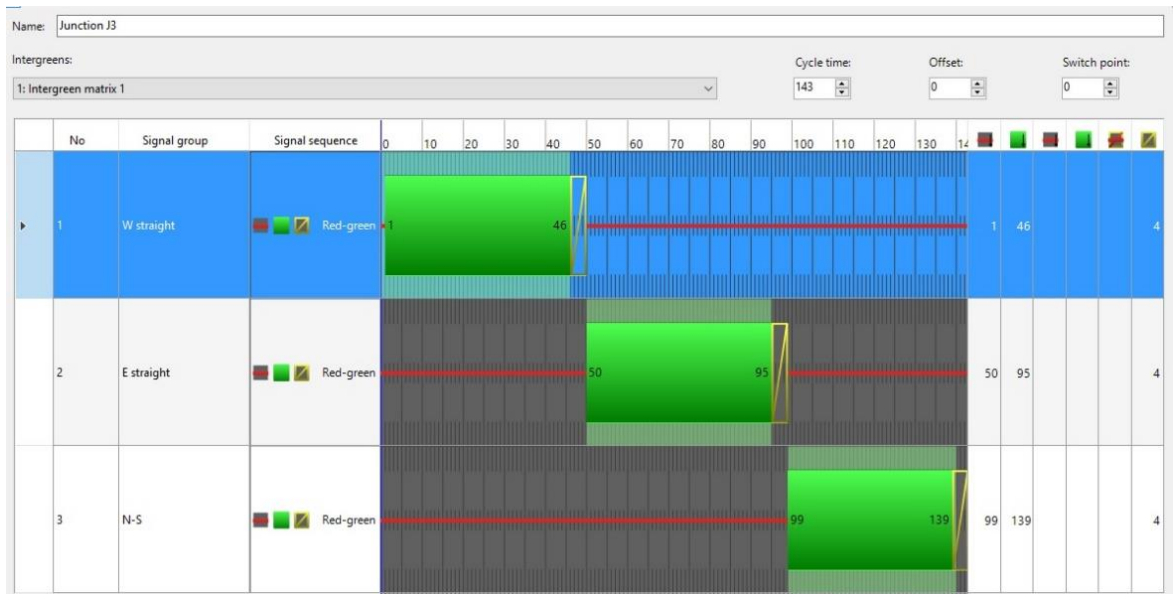 Name: Junction J3
Intergreens: Cycle time: Offset: Switch point:
1: Intergreen matrix 1 143 0 0
No Signal group Signal sequence 0 10 20 30 40 50 60 70 80 90 100 110 120 130 14
1 W straight Red-green 1 46 1 46 4
2 E straight Red-green 50 95 50 95 4
3 N-S Red-green 99 139 99 139 4